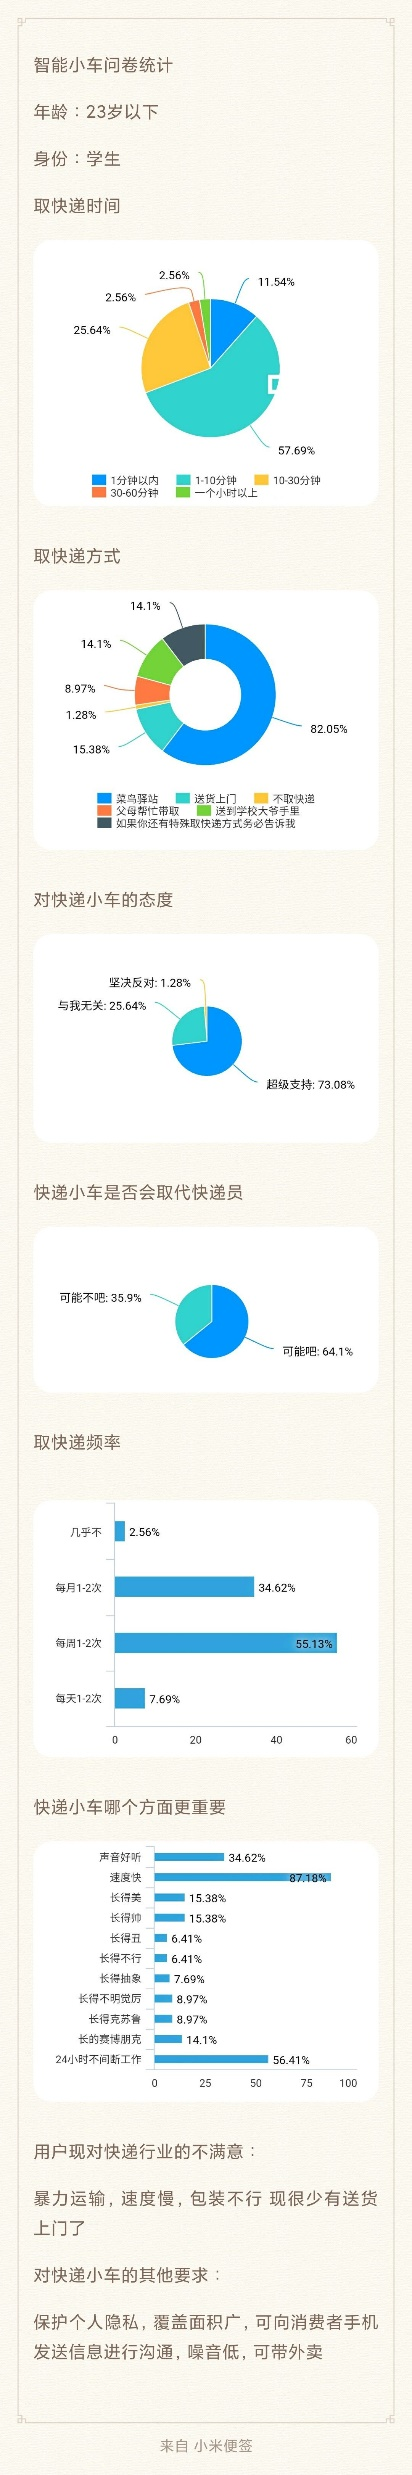 智能小车问卷统计
年龄：23岁以下
身份：学生
取快递时间
2.56%
11.54%
2.56%
25.64%
57.69%
1分钟以内 1-10分钟 10-30分钟
30-60分钟 一个小时以上
取快递方式
14.1%
14.1%
8.97%
1.28%
82.05%
15.38%
菜鸟驿站 送货上门 不取快递
父母帮忙带取 送到学校大爷手里
如果你还有特殊取快递方式务必告诉我
对快递小车的态度
坚决反对: 1.28%
与我无关: 25.64%
超级支持: 73.08%
快递小车是否会取代快递员
可能不吧: 35.9%
可能吧: 64.1%
取快递频率
几乎不 2.56%
每月1-2次 34.62%
每周1-2次 55.13%
每天1-2次 7.69%
0 20 40 60
快递小车哪个方面更重要
声音好听 34.62%
速度快 87.18%
长得美 15.38%
长得帅 15.38%
长得丑 6.41%
长得不行 6.41%
长得抽象 7.69%
长得不明觉厉 8.97%
长得克苏鲁 8.97%
长的赛博朋克 14.1%
24小时不间断工作 56.41%
0 25 50 75 100
用户现对快递行业的不满意：
暴力运输, 速度慢, 包装不行 现很少有送货
上门了
对快递小车的其他要求：
保护个人隐私, 覆盖面积广, 可向消费者手机
发送信息进行沟通, 噪音低, 可带外卖
来自 小米便签